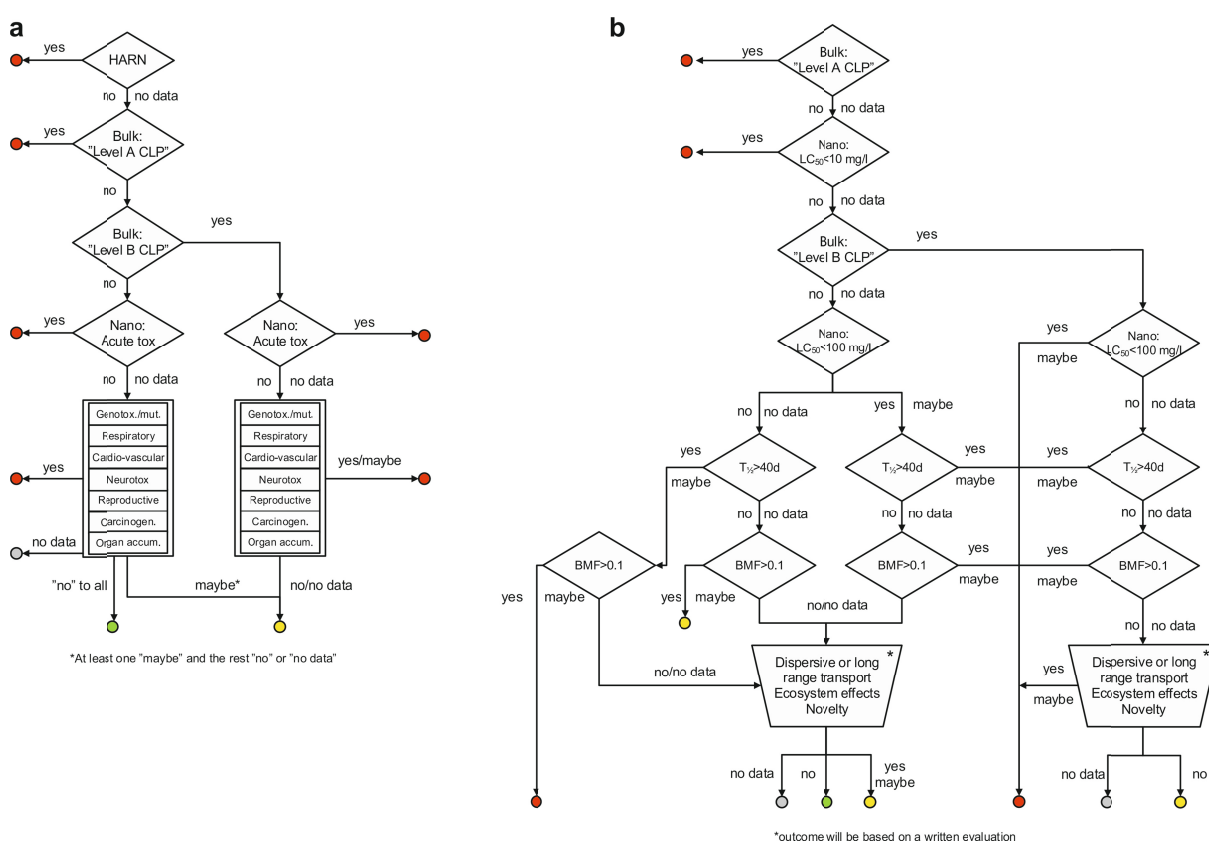 a
yes
HARN
no
no data
yes
Bulk:
"Level A CLP"
no
Bulk:
"Level B CLP"
yes
no
yes
Nano:
Acute tox
Nano:
Acute tox
yes
no
no data
no
no data
Genotox./mut.
Respiratory
Cardio-vascular
Neurotox
Reproductive
Carcinogen.
Organ accum.
yes
no data
Genotox./mut.
Respiratory
Cardio-vascular
Neurotox
Reproductive
Carcinogen.
Organ accum.
yes/maybe
"no" to all
maybe*
no/no data
*At least one "maybe" and the rest "no" or "no data"
b
yes
Bulk:
"Level A CLP"
no
no data
yes
Nano:
LC₅₀<10 mg/l
no
no data
Bulk:
"Level B CLP"
yes
no
no data
Nano:
LC₅₀<100 mg/l
yes
maybe
Nano:
LC₅₀<100 mg/l
no
no data
yes
maybe
no
no data
yes
maybe
T½>40d
T½>40d
yes
maybe
yes
maybe
T½>40d
no
no data
no
no data
no
no data
BMF>0.1
BMF>0.1
BMF>0.1
yes
maybe
yes
maybe
BMF>0.1
yes
maybe
yes
maybe
no/no data
no
no data
no/no data
Dispersive or long
range transport
Ecosystem effects
Novelty
*
yes
maybe
Dispersive or long
range transport
Ecosystem effects
Novelty
*
no data
no
yes
maybe
no data
no
*outcome will be based on a written evaluation